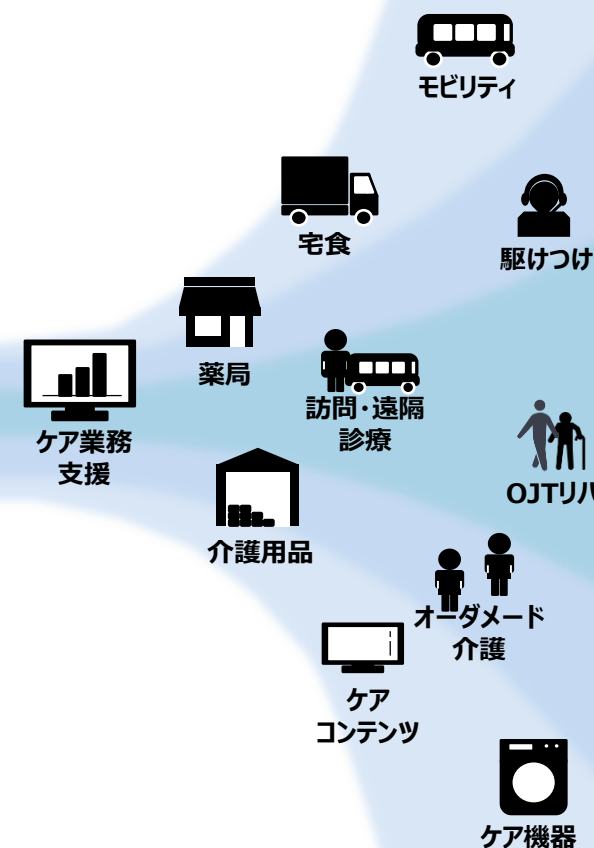 モビリティ
宅食
駆けつけ
薬局
訪問・遠隔
診療
ケア業務
支援
OJTリハ
介護用品
オーダメード
介護
ケア
コンテンツ
ケア機器